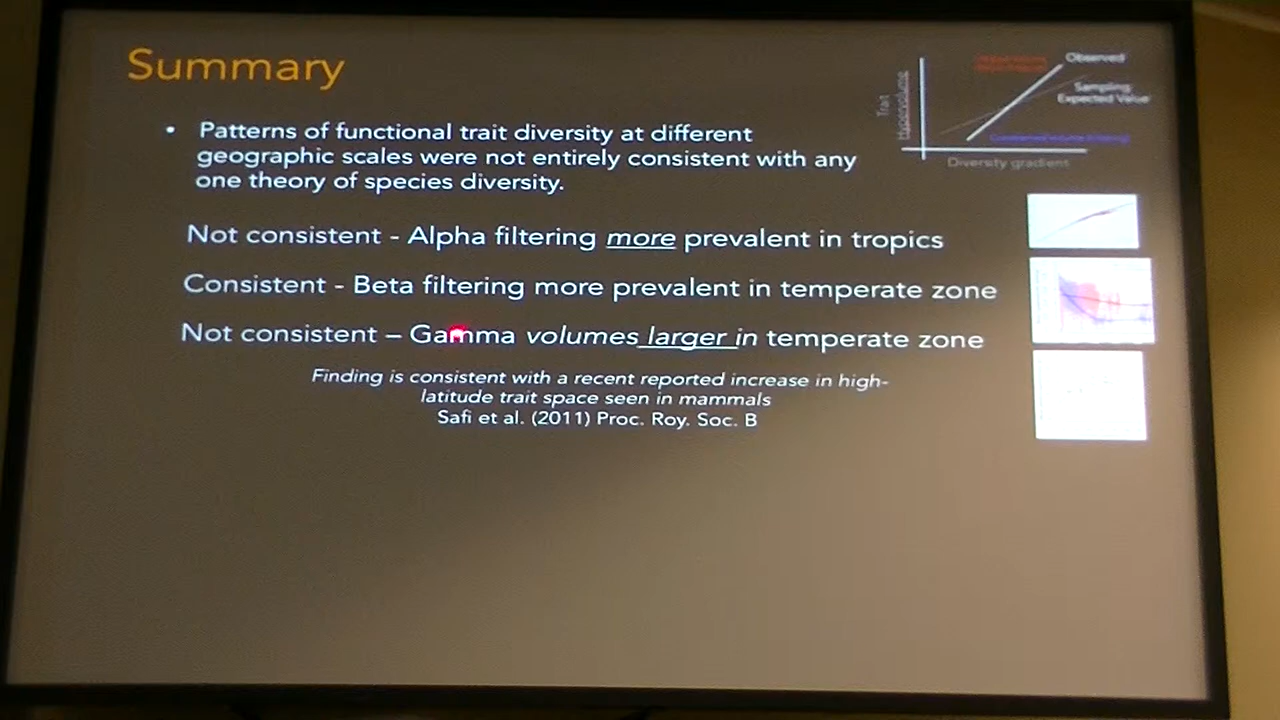 Summary
• Patterns of functional trait diversity at different
geographic scales were not entirely consistent with any
one theory of species diversity.
Not consistent - Alpha filtering more prevalent in tropics
Consistent - Beta filtering more prevalent in temperate zone
Not consistent – Gamma volumes larger in temperate zone
Finding is consistent with a recent reported increase in high-
latitude trait space seen in mammals
Safi et al. (2011) Proc. Roy. Soc. B
Observed
Sampling
Expected Value
Trait
Hypervolume
Diversity gradient